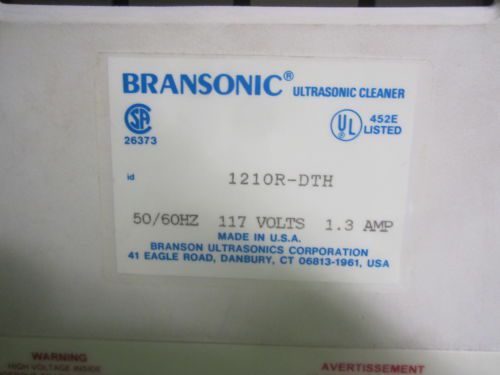 BRANSONIC® ULTRASONIC CLEANER
SA
26373
UL
452E
LISTED
id 1210R-DTH
50/60HZ 117 VOLTS 1.3 AMP
MADE IN U.S.A.
BRANSON ULTRASONICS CORPORATION
41 EAGLE ROAD, DANBURY, CT 06813-1961, USA
WARNING
HIGH VOLTAGE INSIDE
AVERTISSEMENT